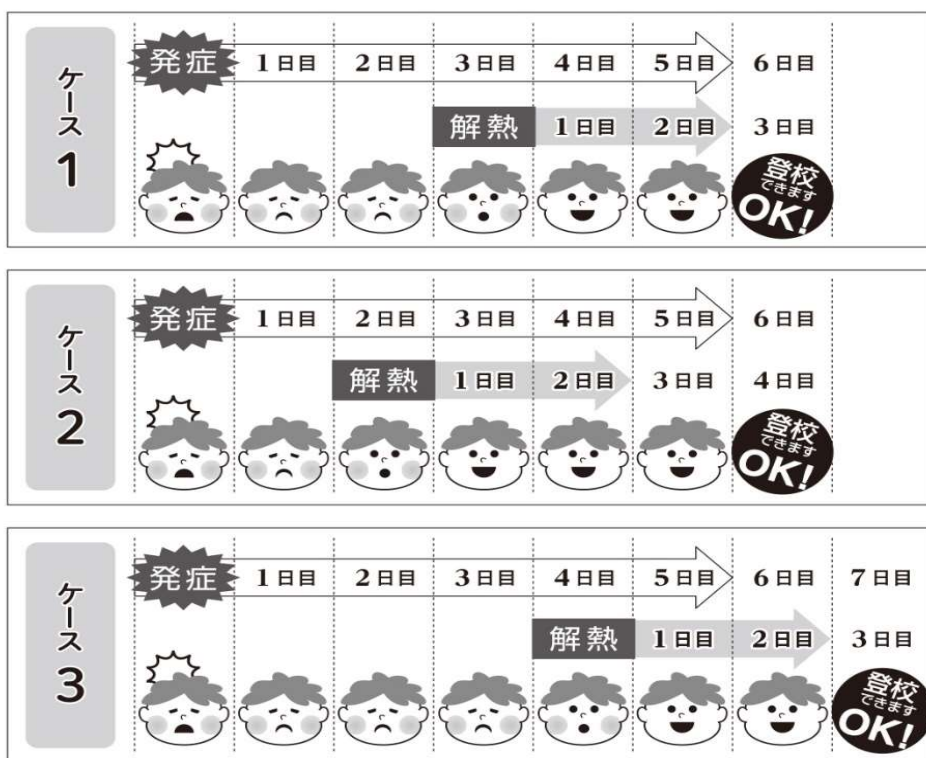 ケース1
発症 1日目 2日目 3日目 4日目 5日目 6日目
解熱 1日目 2日目 3日目
登校
できます
OK!
ケース2
発症 1日目 2日目 3日目 4日目 5日目 6日目
解熱 1日目 2日目 3日目 4日目
登校
できます
OK!
ケース3
発症 1日目 2日目 3日目 4日目 5日目 6日目 7日目
解熱 1日目 2日目 3日目
登校
できます
OK!